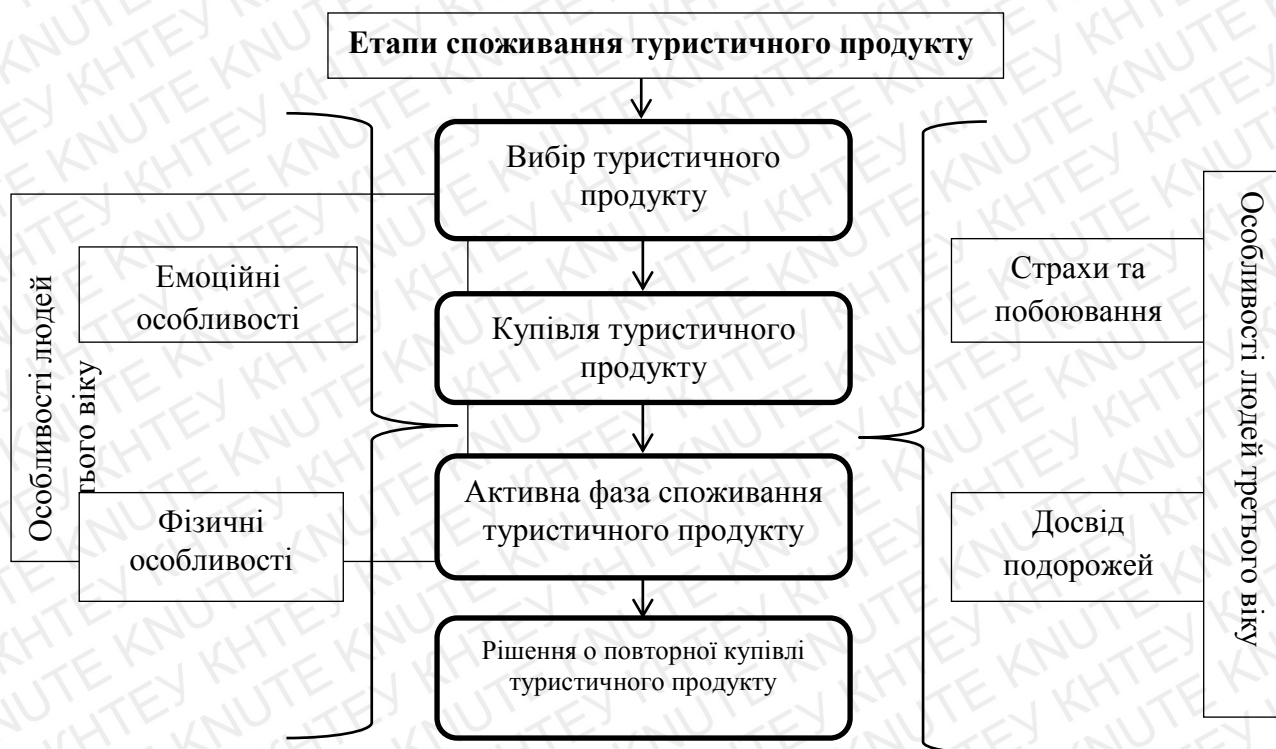 Етапи споживання туристичного продукту
Вибір туристичного
продукту
Особливості людей
тього віку
Емоційні
особливості
Фізичні
особливості
Купівля туристичного
продукту
Активна фаза споживання
туристичного продукту
Рішення о повторної купівлі
туристичного продукту
Страхи та
побоювання
Досвід
подорожей
Особливості людей третього віку